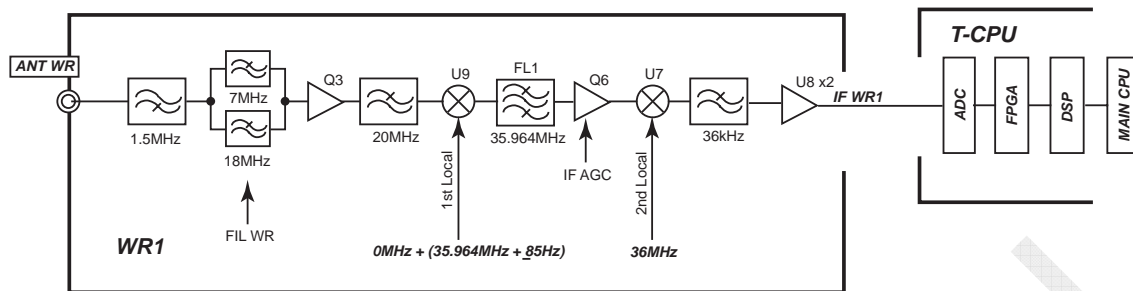 T-CPU
ANT WR
Q3
U9
FL1
Q6
U7
U8 x2
IF WR1
7MHz
1.5MHz
18MHz
20MHz
35.964MHz
36kHz
ADC
FPGA
DSP
MAIN CPU
IF AGC
1st Local
2nd Local
FIL WR
WR1
0MHz + (35.964MHz + 85Hz)
36MHz